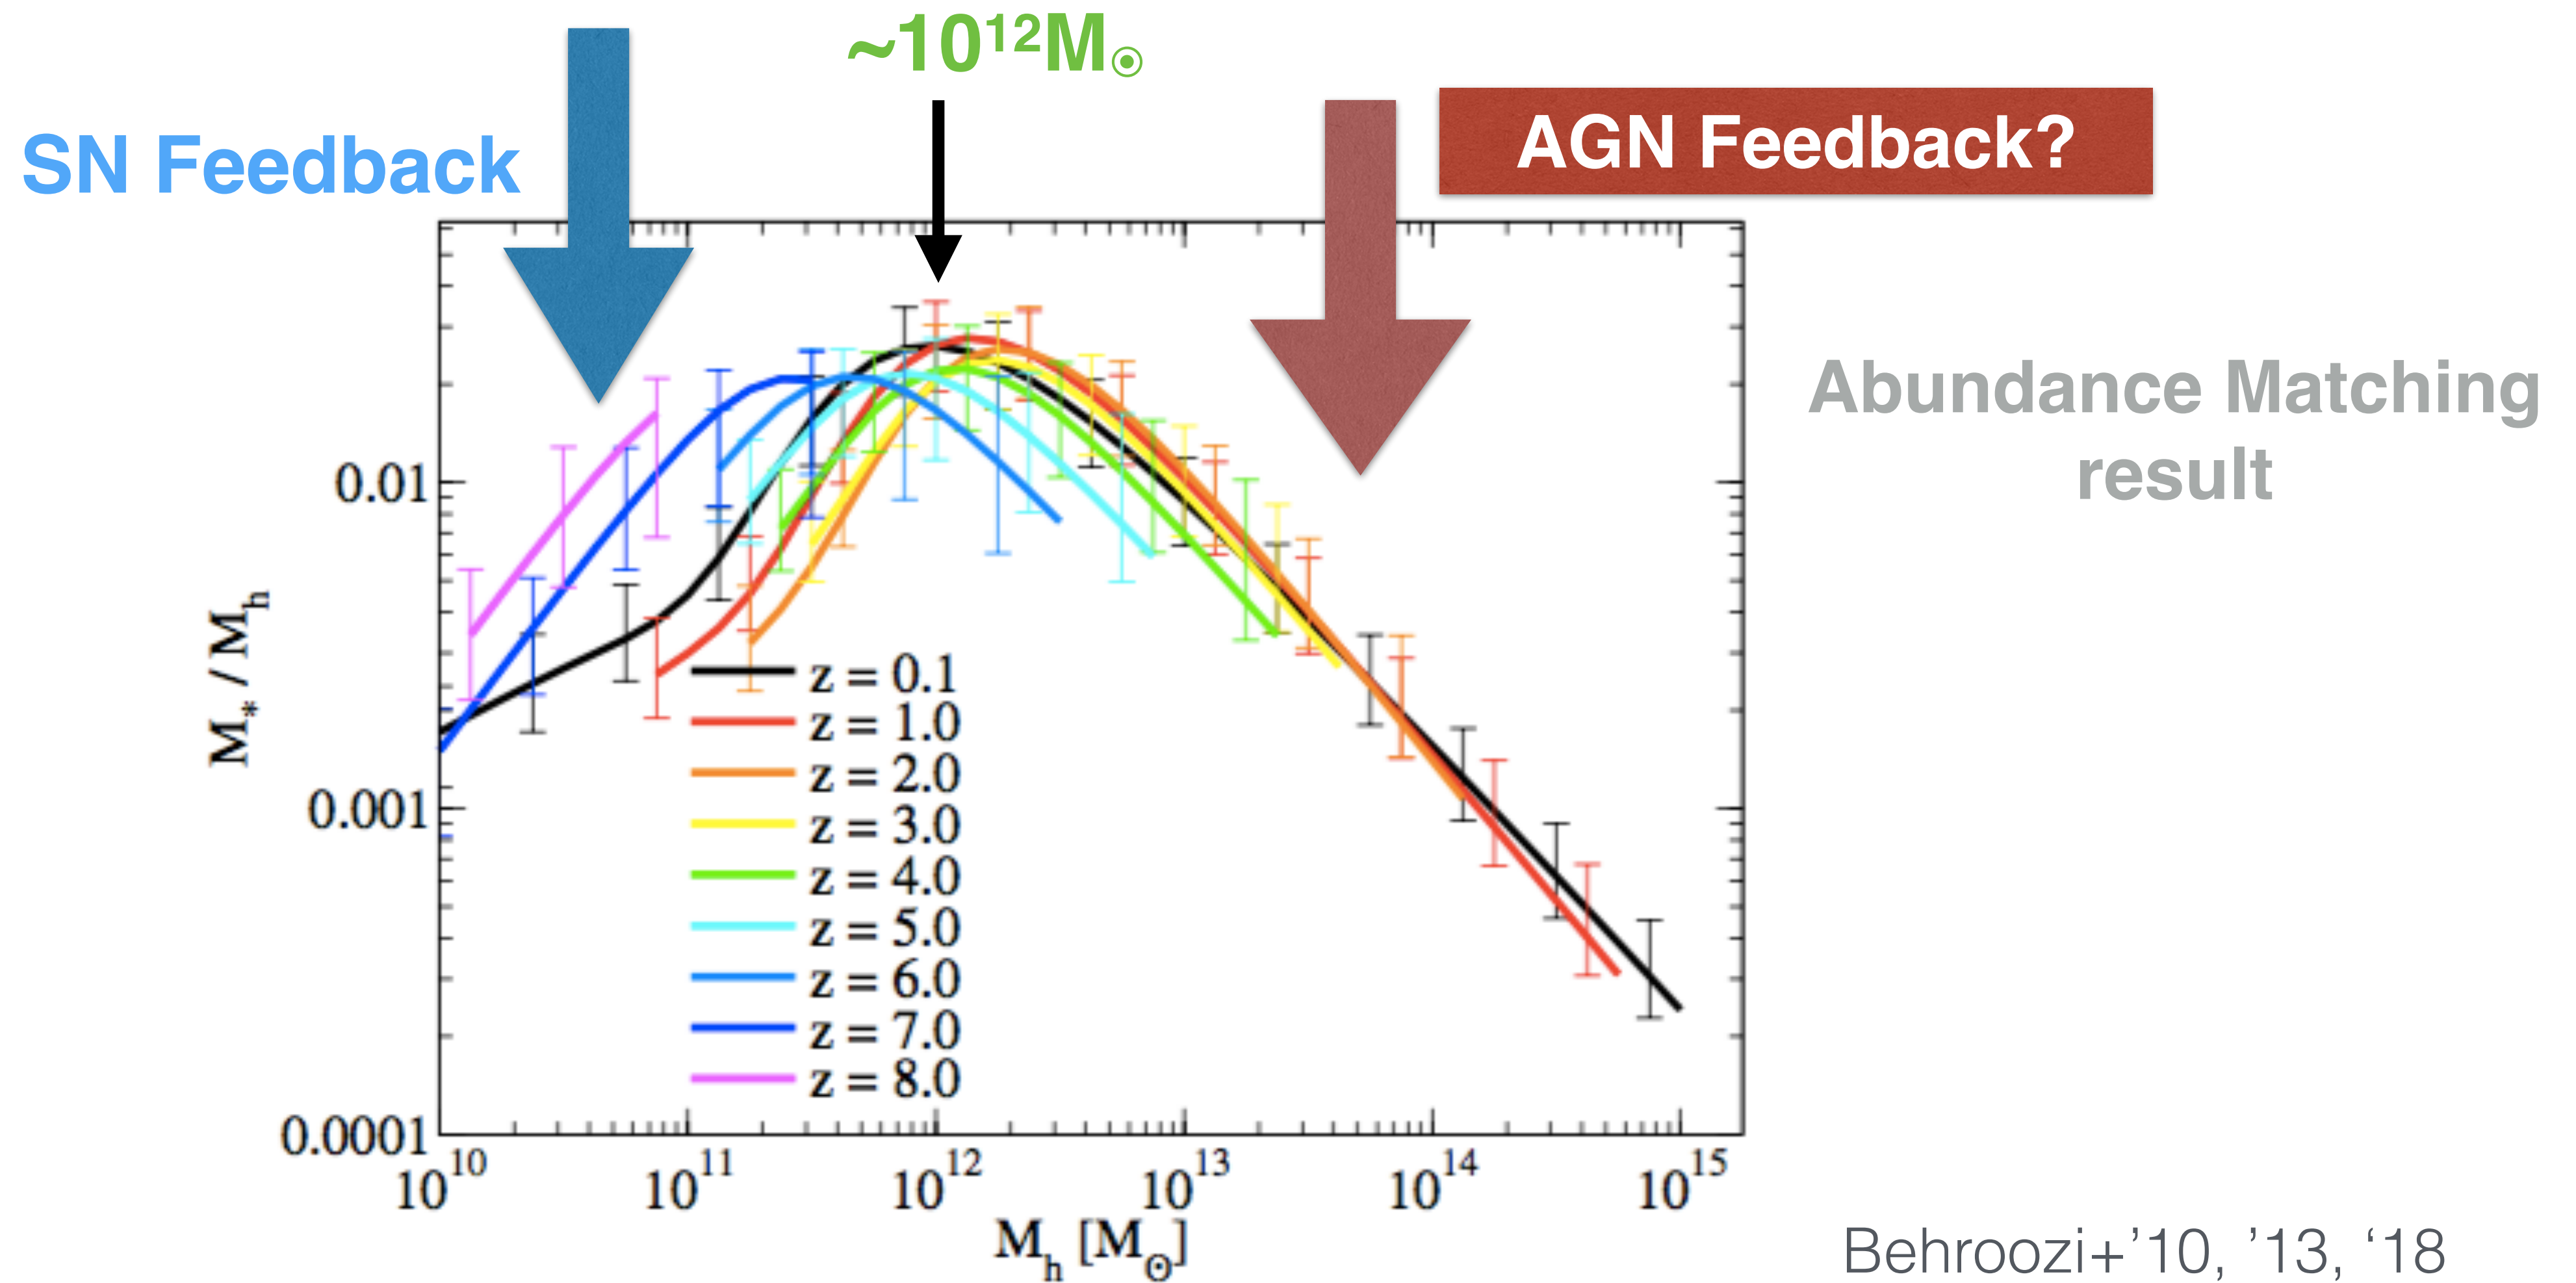 ~10¹²M☉
SN Feedback
AGN Feedback?
Abundance Matching
result
M* / Mh
0.01
0.001
0.0001
z = 0.1
z = 1.0
z = 2.0
z = 3.0
z = 4.0
z = 5.0
z = 6.0
z = 7.0
z = 8.0
10¹⁰ 10¹¹ 10¹² 10¹³ 10¹⁴ 10¹⁵
Mh [M⊙]
Behroozi+’10, ’13, ‘18